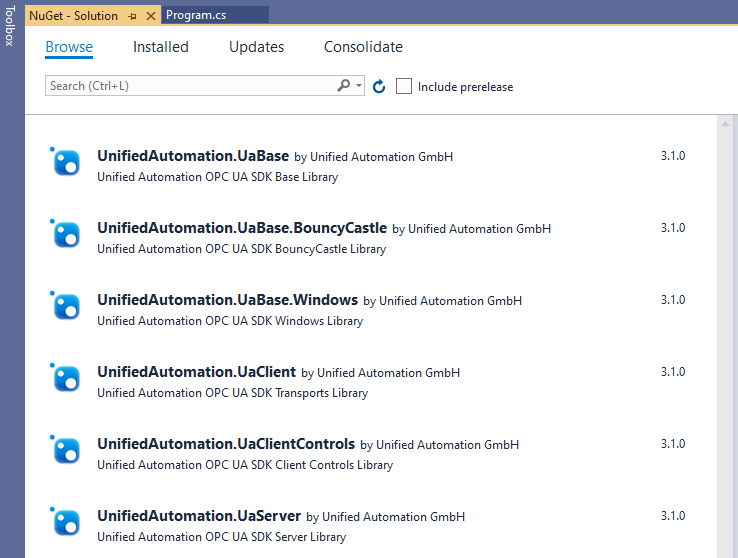 Toolbox
NuGet - Solution
Program.cs
Browse Installed Updates Consolidate
Search (Ctrl+L) Include prerelease
UnifiedAutomation.UaBase by Unified Automation GmbH 3.1.0
Unified Automation OPC UA SDK Base Library
UnifiedAutomation.UaBase.BouncyCastle by Unified Automation GmbH 3.1.0
Unified Automation OPC UA SDK BouncyCastle Library
UnifiedAutomation.UaBase.Windows by Unified Automation GmbH 3.1.0
Unified Automation OPC UA SDK Windows Library
UnifiedAutomation.UaClient by Unified Automation GmbH 3.1.0
Unified Automation OPC UA SDK Transports Library
UnifiedAutomation.UaClientControls by Unified Automation GmbH 3.1.0
Unified Automation OPC UA SDK Client Controls Library
UnifiedAutomation.UaServer by Unified Automation GmbH 3.1.0
Unified Automation OPC UA SDK Server Library